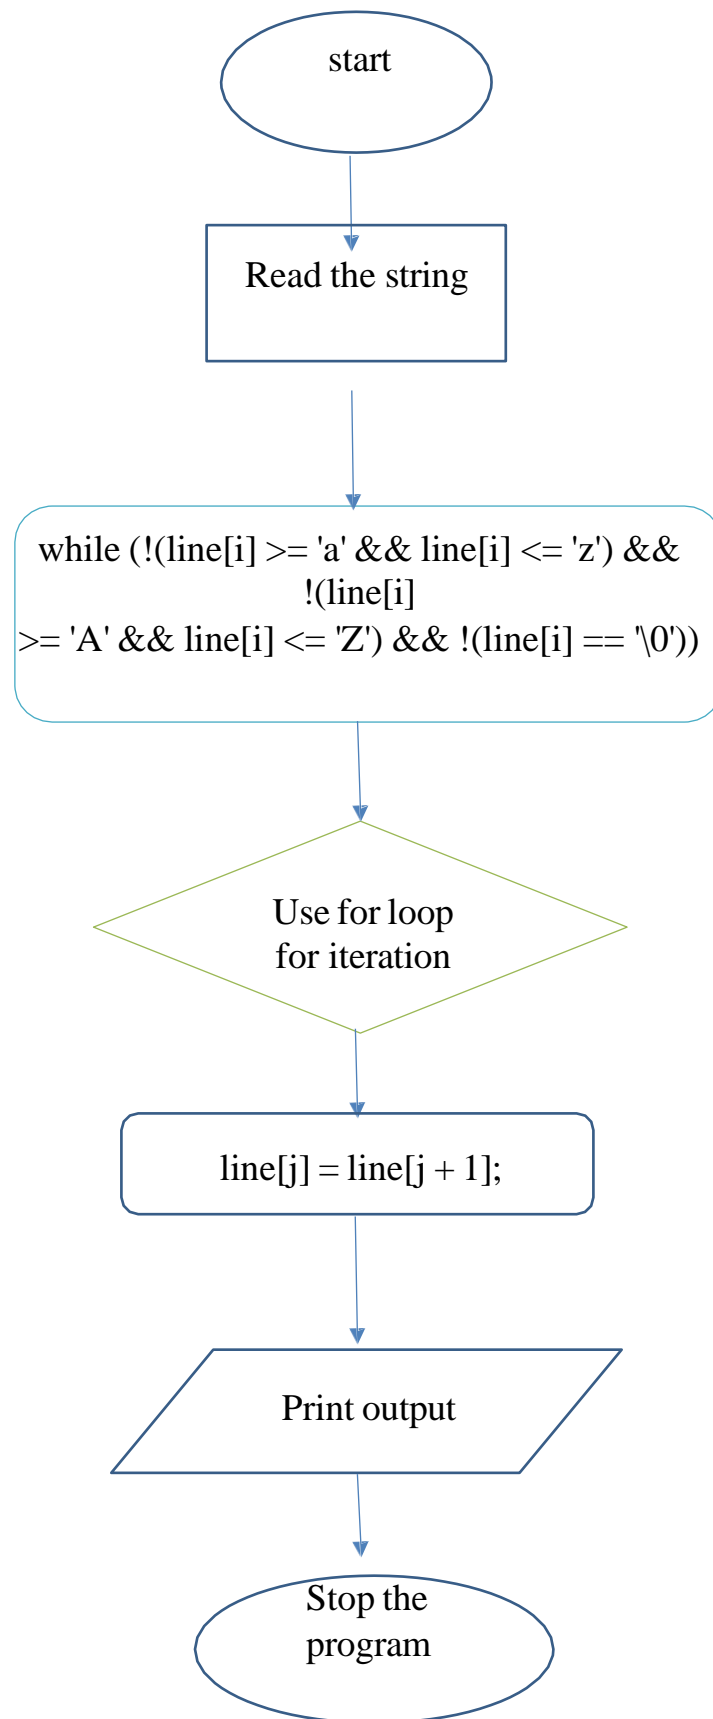 start
Read the string
while (!(line[i] >= 'a' && line[i] <= 'z') &&
!(line[i]
>= 'A' && line[i] <= 'Z') && !(line[i] == '\0'))
Use for loop
for iteration
line[j] = line[j + 1];
Print output
Stop the
program